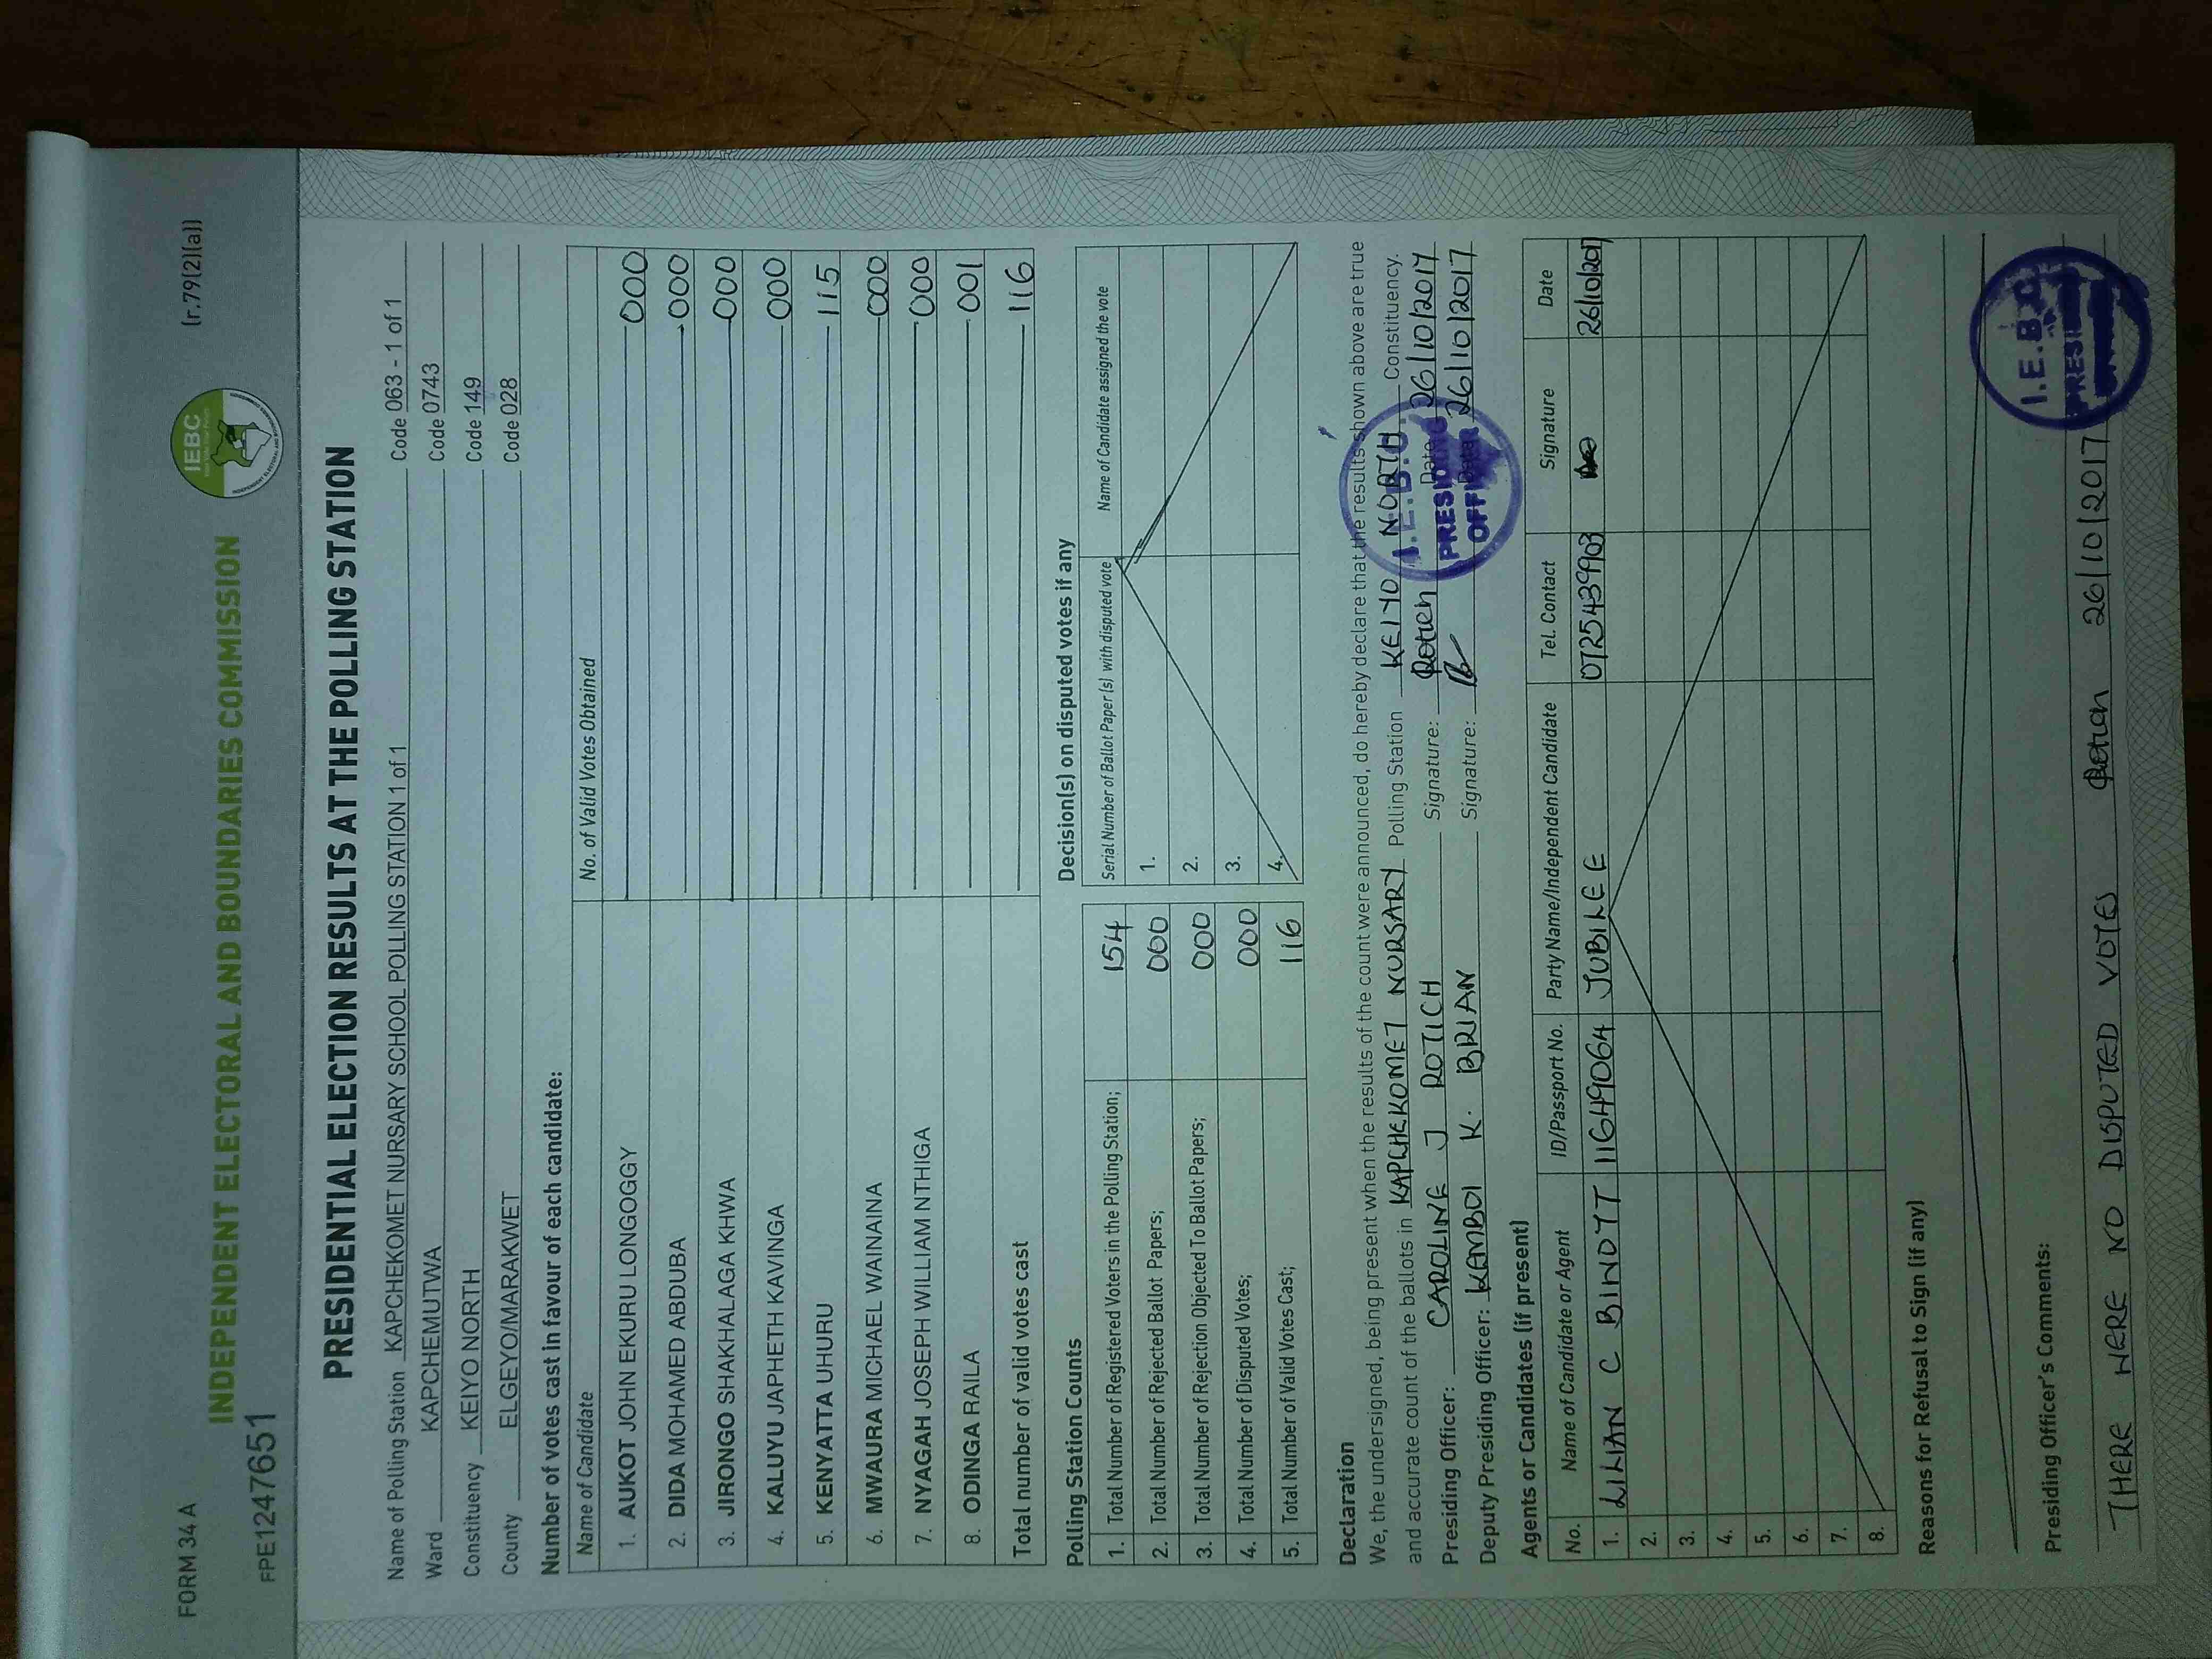 FORM 34 A
(r.79(2)(a))
IEBC
INDEPENDENT ELECTORAL AND BOUNDARIES COMMISSION
FPE1247651
PRESIDENTIAL ELECTION RESULTS AT THE POLLING STATION
Name of Polling Station KAPCHEKOMET NURSARY SCHOOL POLLING STATION 1 of 1 Code 063 - 1 of 1
Ward KAPCHEMUTWA Code 0743
Constituency KEIYO NORTH Code 149
County ELGEYO/MARAKWET Code 028
Number of votes cast in favour of each candidate:
Name of Candidate No. of Valid Votes Obtained
1. AUKOT JOHN EKURU LONGOGGY 000
2. DIDA MOHAMED ABDUBA 000
3. JIRONGO SHAKHALAGA KHWA 000
4. KALUYU JAPHETH KAVINGA 000
5. KENYATTA UHURU 115
6. MWAURA MICHAEL WAINAINA 000
7. NYAGAH JOSEPH WILLIAM NTHIGA 000
8. ODINGA RAILA 001
Total number of valid votes cast 116
Polling Station Counts
1. Total Number of Registered Voters in the Polling Station; 154
2. Total Number of Rejected Ballot Papers; 000
3. Total Number of Rejection Objected To Ballot Papers; 000
4. Total Number of Disputed Votes; 000
5. Total Number of Valid Votes Cast; 116
Decision(s) on disputed votes if any
Serial Number of Ballot Paper(s) with disputed vote Name of Candidate assigned the vote
1.
2.
3.
4.
Declaration
We, the undersigned, being present when the results of the count were announced, do hereby declare that the results shown above are true
and accurate count of the ballots in KAPCHEKOMET NURSARY Polling Station KEIYO NORTH Constituency.
Presiding Officer: CAROLINE J ROTICH Signature: Date 26/10/2017
Deputy Presiding Officer: KEMBOI K. BRIAN Signature: Date 26/10/2017
I.E.B.C.
PRESIDING
OFFICER
Agents or Candidates (if present)
No. Name of Candidate or Agent ID/Passport No. Party Name/Independent Candidate Tel. Contact Signature Date
1. LILIAN C BINOTT 11649064 JUBILEE 0725439903 26/10/2017
2.
3.
4.
5.
6.
7.
8.
Reasons for Refusal to Sign (if any)
Presiding Officer's Comments:
THERE WERE NO DISPUTED VOTES 26/10/2017
I.E.B.C